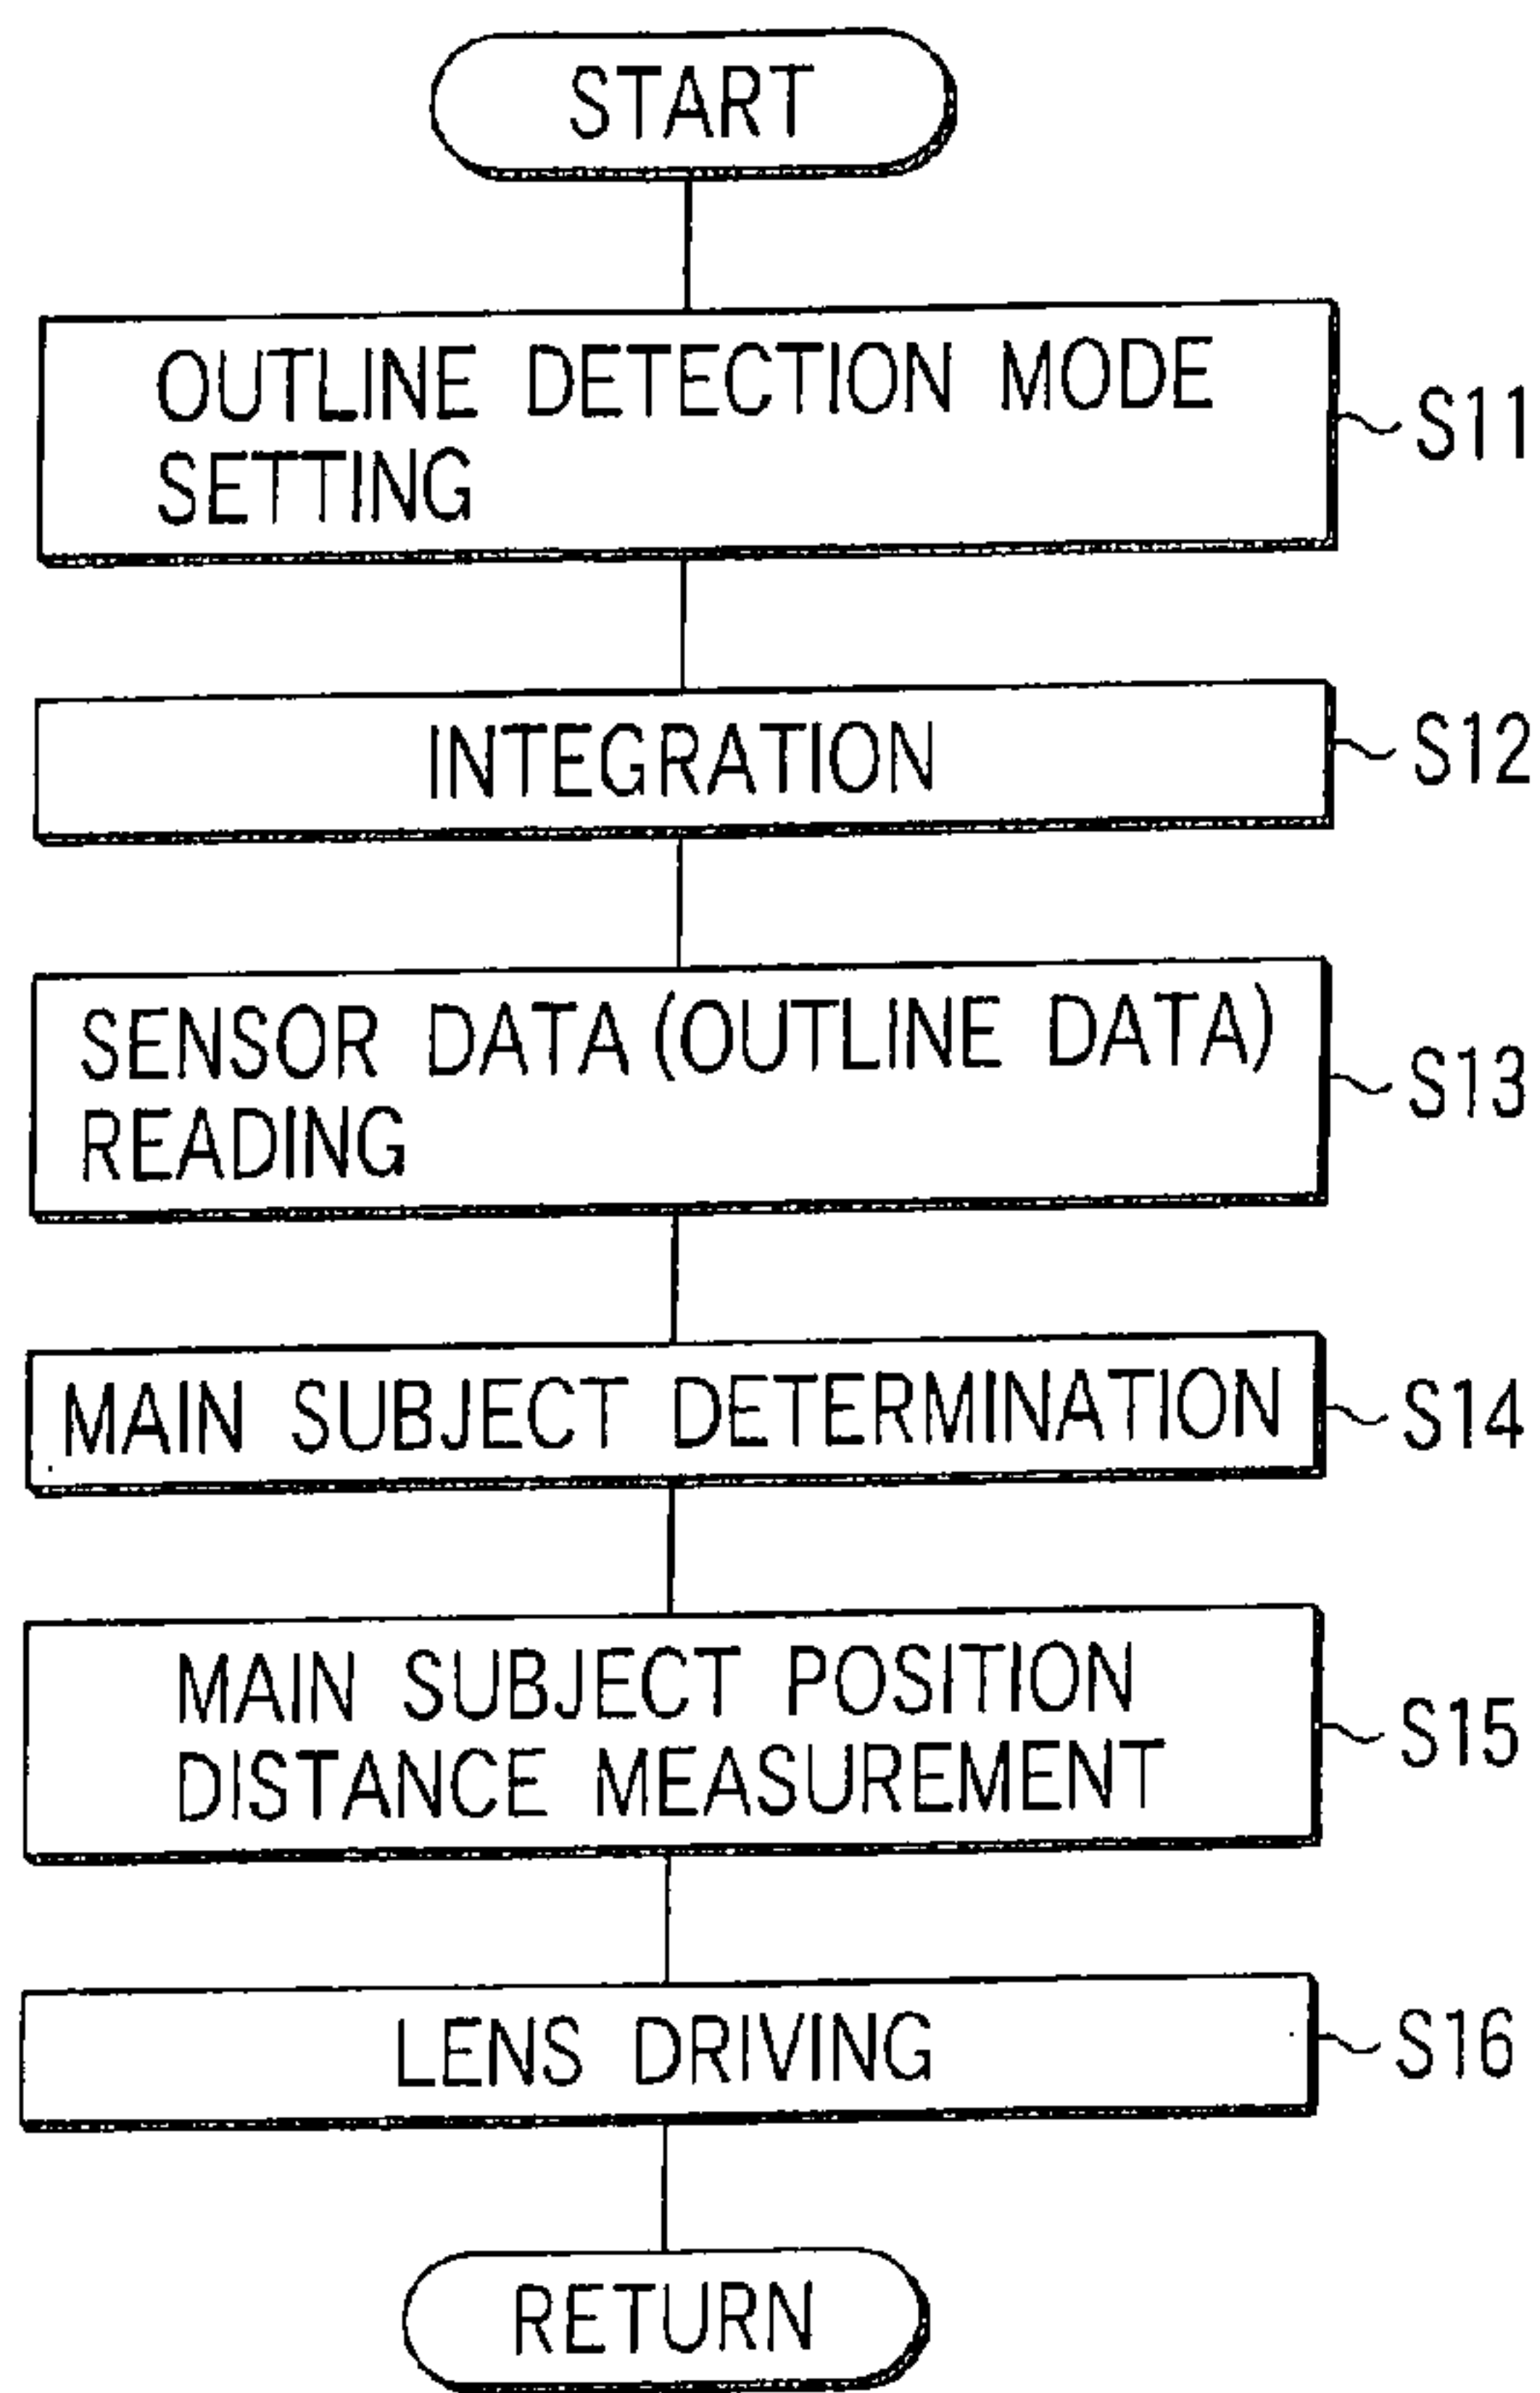 START
OUTLINE DETECTION MODE
SETTING
S11
INTEGRATION
S12
SENSOR DATA (OUTLINE DATA)
READING
S13
MAIN SUBJECT DETERMINATION
S14
MAIN SUBJECT POSITION
DISTANCE MEASUREMENT
S15
LENS DRIVING
S16
RETURN